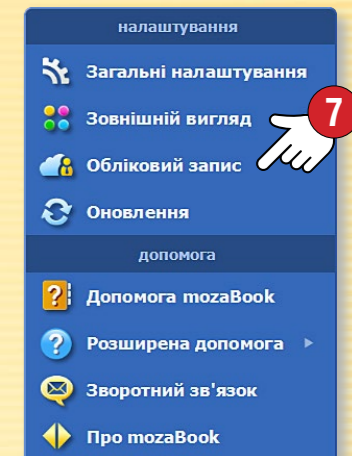 налаштування
Загальні налаштування
Зовнішній вигляд
7
Обліковий запис
Оновлення
допомога
Допомога mozaBook
Розширена допомога
Зворотний зв'язок
Про mozaBook